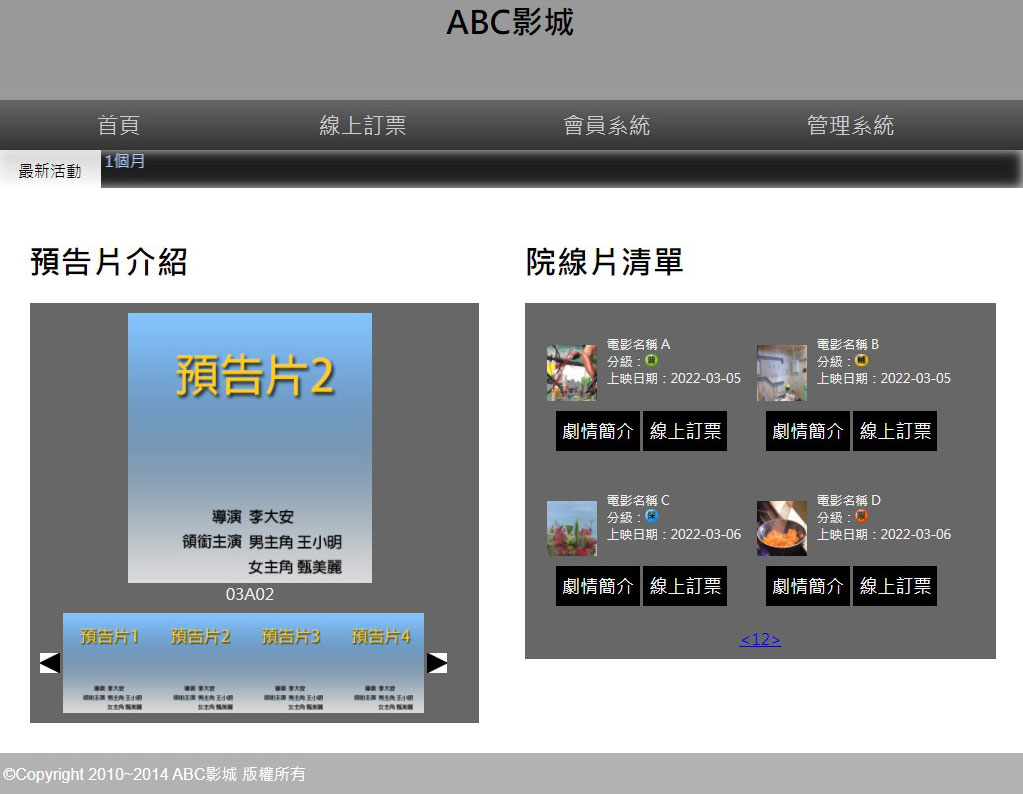 ABC影城
首頁 線上訂票 會員系統 管理系統
最新活動 1個月
預告片介紹
預告片2
導演 李大安
領銜主演 男主角 王小明
女主角 甄美麗
03A02
預告片1 預告片2 預告片3 預告片4
導演 李大安 導演 李大安 導演 李大安 導演 李大安
領銜主演 男主角 王小明 領銜主演 男主角 王小明 領銜主演 男主角 王小明 領銜主演 男主角 王小明
女主角 甄美麗 女主角 甄美麗 女主角 甄美麗 女主角 甄美麗
院線片清單
電影名稱 A
分級：普
上映日期：2022-03-05
劇情簡介 線上訂票
電影名稱 B
分級：輔
上映日期：2022-03-05
劇情簡介 線上訂票
電影名稱 C
分級：保
上映日期：2022-03-06
劇情簡介 線上訂票
電影名稱 D
分級：限
上映日期：2022-03-06
劇情簡介 線上訂票
<12>
©Copyright 2010~2014 ABC影城 版權所有